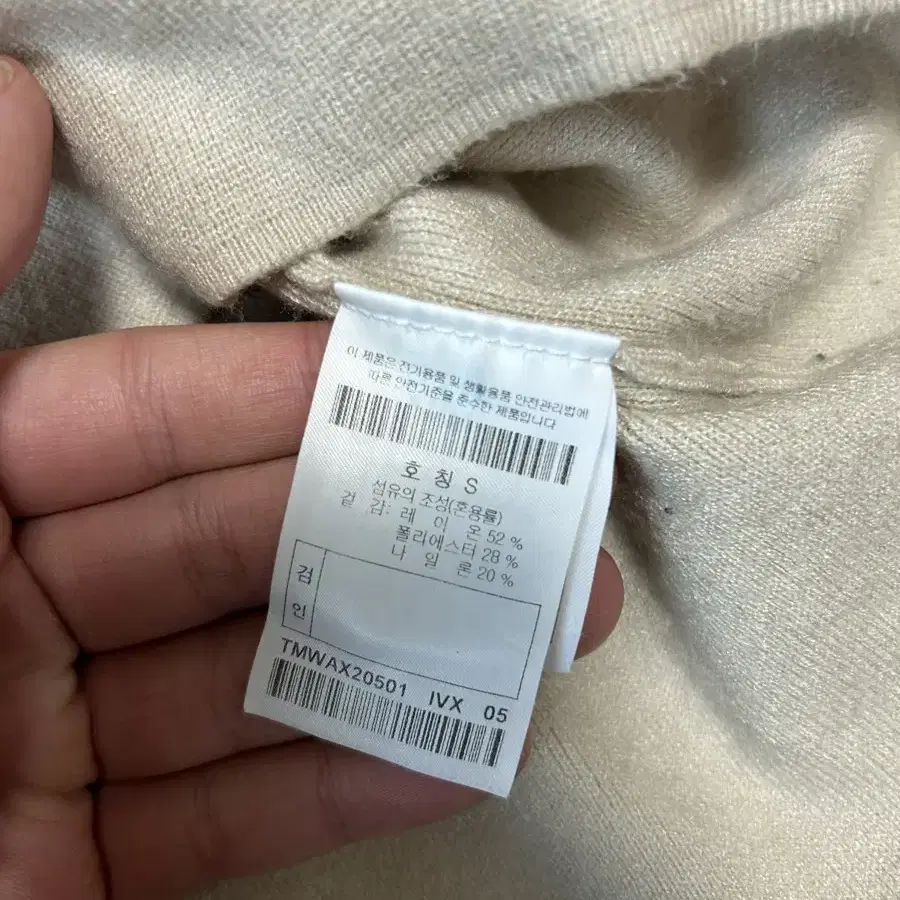 이 제품은 전기용품 및 생활용품 안전관리법에
따른 안전기준을 준수한 제품입니다
호 칭 S
섬유의 조성(혼용률)
겉 감: 레 이 온 52 %
폴리에스터 28 %
나 일 론 20 %
검
인
TMWAX20501 IVX 05